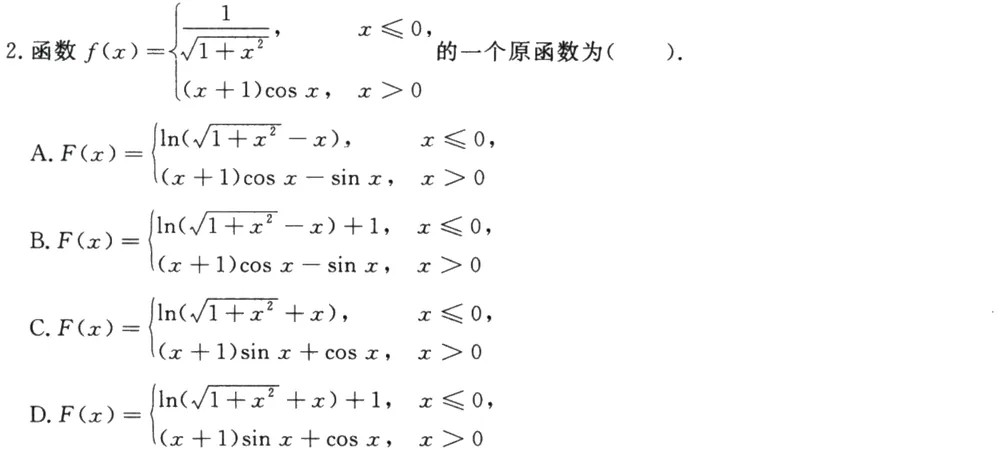 2. 函数 f(x) = { 1/√(1+x²), x ⩽ 0, (x+1)cos x, x > 0 的一个原函数为( ).
A. F(x) = { ln(√(1+x²) − x), x ⩽ 0, (x+1)cos x − sin x, x > 0
B. F(x) = { ln(√(1+x²) − x) + 1, x ⩽ 0, (x+1)cos x − sin x, x > 0
C. F(x) = { ln(√(1+x²) + x), x ⩽ 0, (x+1)sin x + cos x, x > 0
D. F(x) = { ln(√(1+x²) + x) + 1, x ⩽ 0, (x+1)sin x + cos x, x > 0